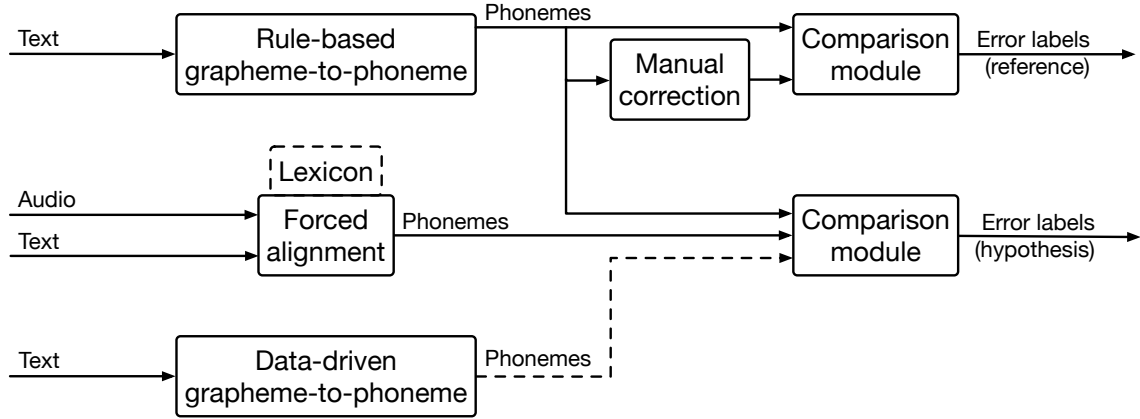 Text
Rule-based
grapheme-to-phoneme
Phonemes
Manual
correction
Comparison
module
Error labels
(reference)
Audio
Text
Lexicon
Forced
alignment
Phonemes
Comparison
module
Error labels
(hypothesis)
Text
Data-driven
grapheme-to-phoneme
Phonemes